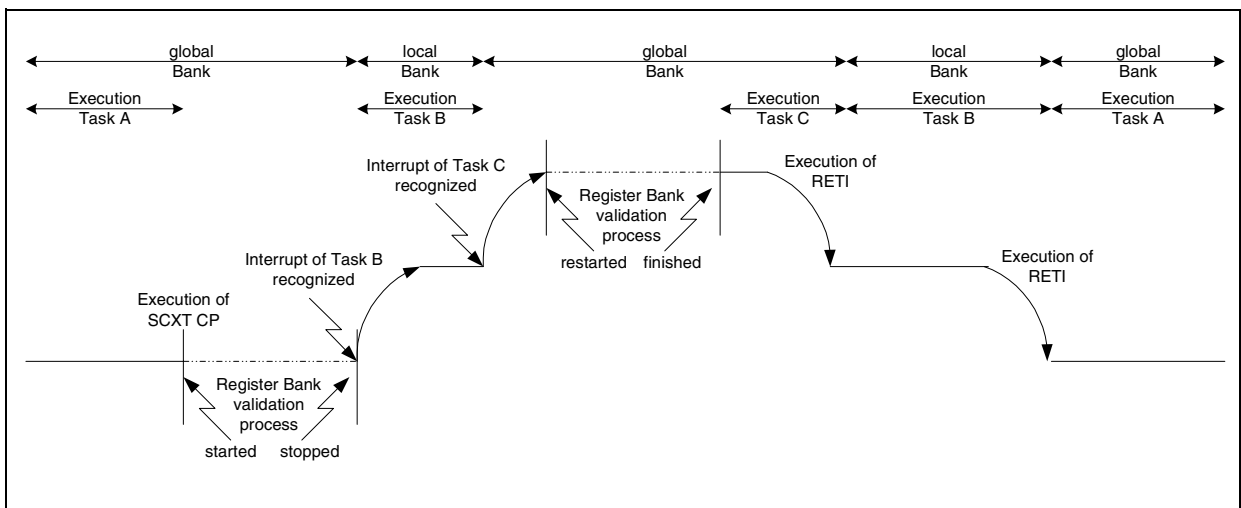 global
Bank
local
Bank
global
Bank
local
Bank
global
Bank
Execution
Task A
Execution
Task B
Execution
Task C
Execution
Task B
Execution
Task A
Interrupt of Task C
recognized
Execution of
RETI
Register Bank
validation
process
restarted finished
Interrupt of Task B
recognized
Execution of
RETI
Execution of
SCXT CP
Register Bank
validation
process
started stopped